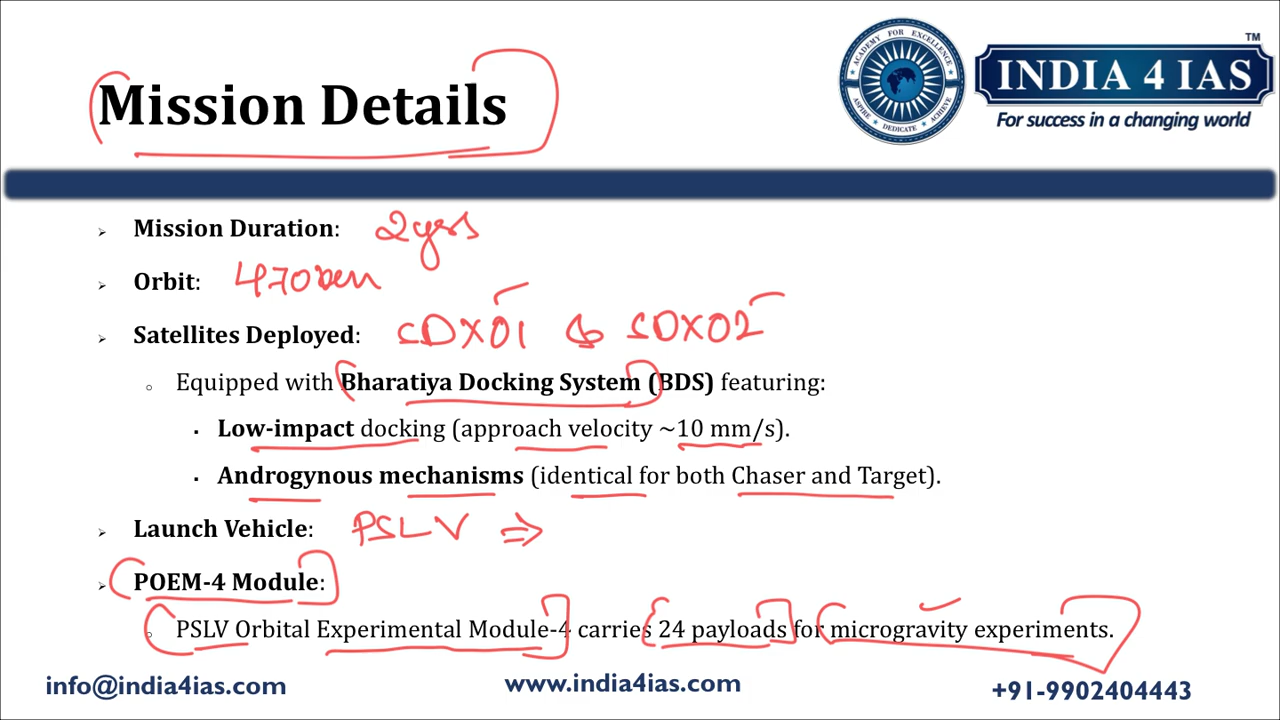 ACADEMY FOR EXCELLENCE
ASPIRE DEDICATE ACHIEVE
TM
INDIA 4 IAS
For success in a changing world
Mission Details
Mission Duration: 2yrs
Orbit: 470km
Satellites Deployed: SDX01 & SDX02
Equipped with Bharatiya Docking System (BDS) featuring:
Low-impact docking (approach velocity ~10 mm/s).
Androgynous mechanisms (identical for both Chaser and Target).
Launch Vehicle: PSLV ⇒
POEM-4 Module:
PSLV Orbital Experimental Module-4 carries 24 payloads for microgravity experiments.
info@india4ias.com www.india4ias.com +91-9902404443